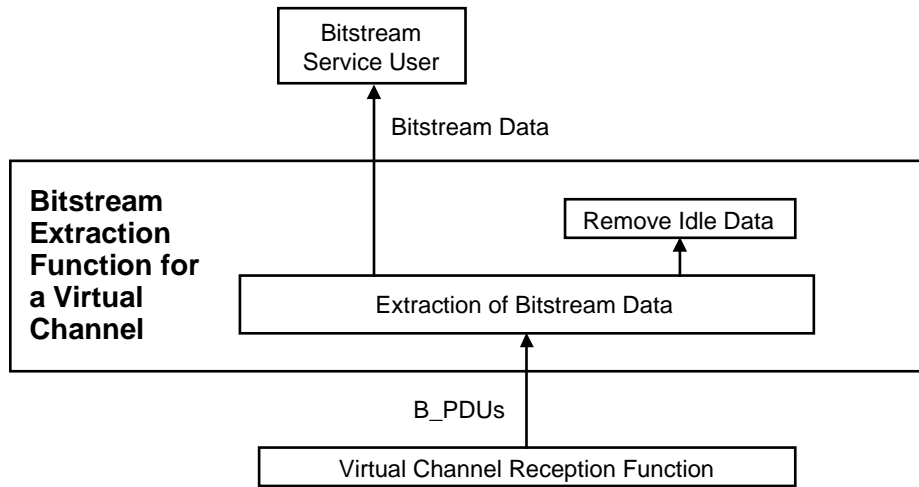 Bitstream
Service User
Bitstream Data
Bitstream
Extraction
Function for
a Virtual
Channel
Remove Idle Data
Extraction of Bitstream Data
B_PDUs
Virtual Channel Reception Function